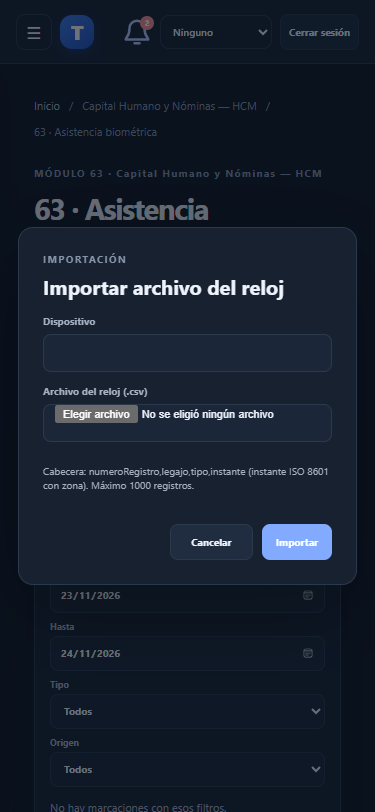 T
2
Ninguno
Cerrar sesión
Inicio / Capital Humano y Nóminas — HCM /
63 · Asistencia biométrica
MÓDULO 63 · Capital Humano y Nóminas — HCM
63 · Asistencia
IMPORTACIÓN
Importar archivo del reloj
Dispositivo
Archivo del reloj (.csv)
Elegir archivo No se eligió ningún archivo
Cabecera: numeroRegistro,legajo,tipo,instante (instante ISO 8601
con zona). Máximo 1000 registros.
Cancelar
Importar
23/11/2026
Hasta
24/11/2026
Tipo
Todos
Origen
Todos
No hay marcaciones con esos filtros.